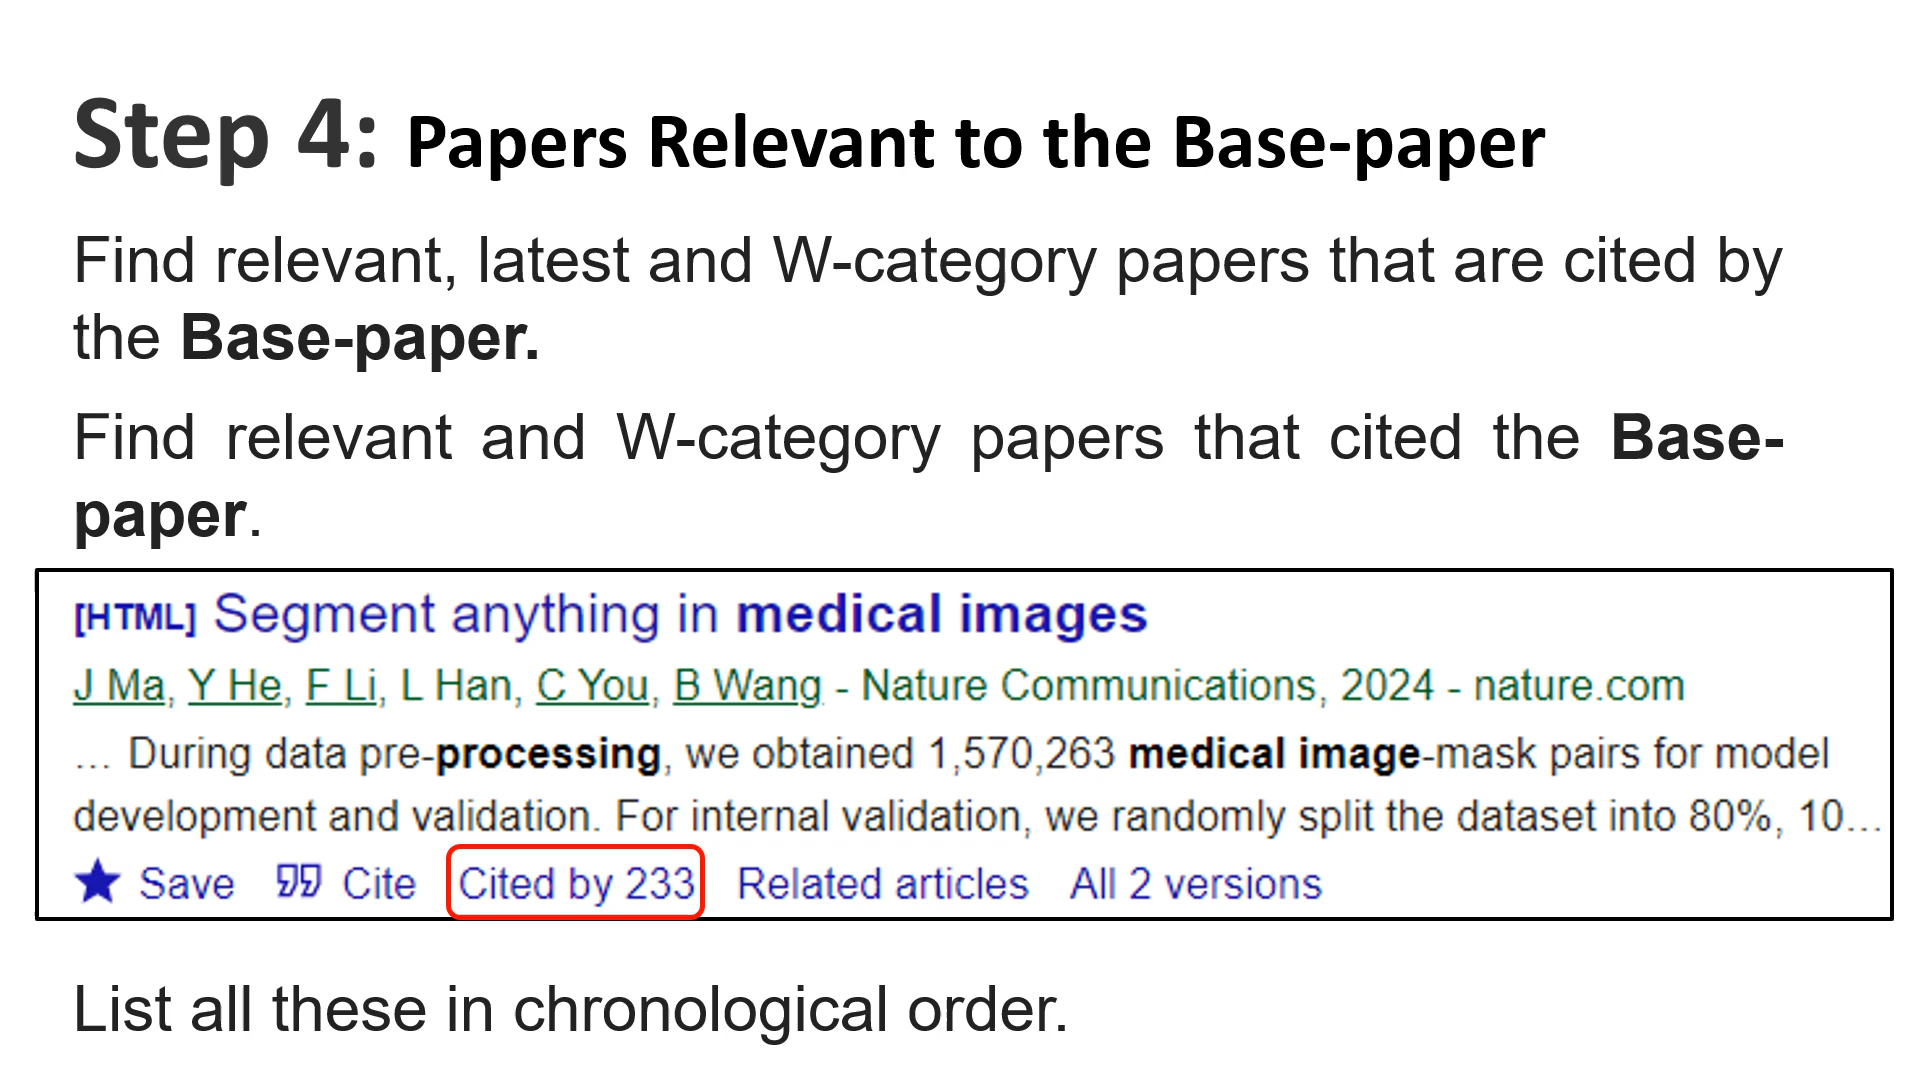 Step 4: Papers Relevant to the Base-paper
Find relevant, latest and W-category papers that are cited by
the Base-paper.
Find relevant and W-category papers that cited the Base-
paper.
[HTML] Segment anything in medical images
J Ma, Y He, F Li, L Han, C You, B Wang - Nature Communications, 2024 - nature.com
... During data pre-processing, we obtained 1,570,263 medical image-mask pairs for model
development and validation. For internal validation, we randomly split the dataset into 80%, 10...
Save Cite Cited by 233 Related articles All 2 versions
List all these in chronological order.